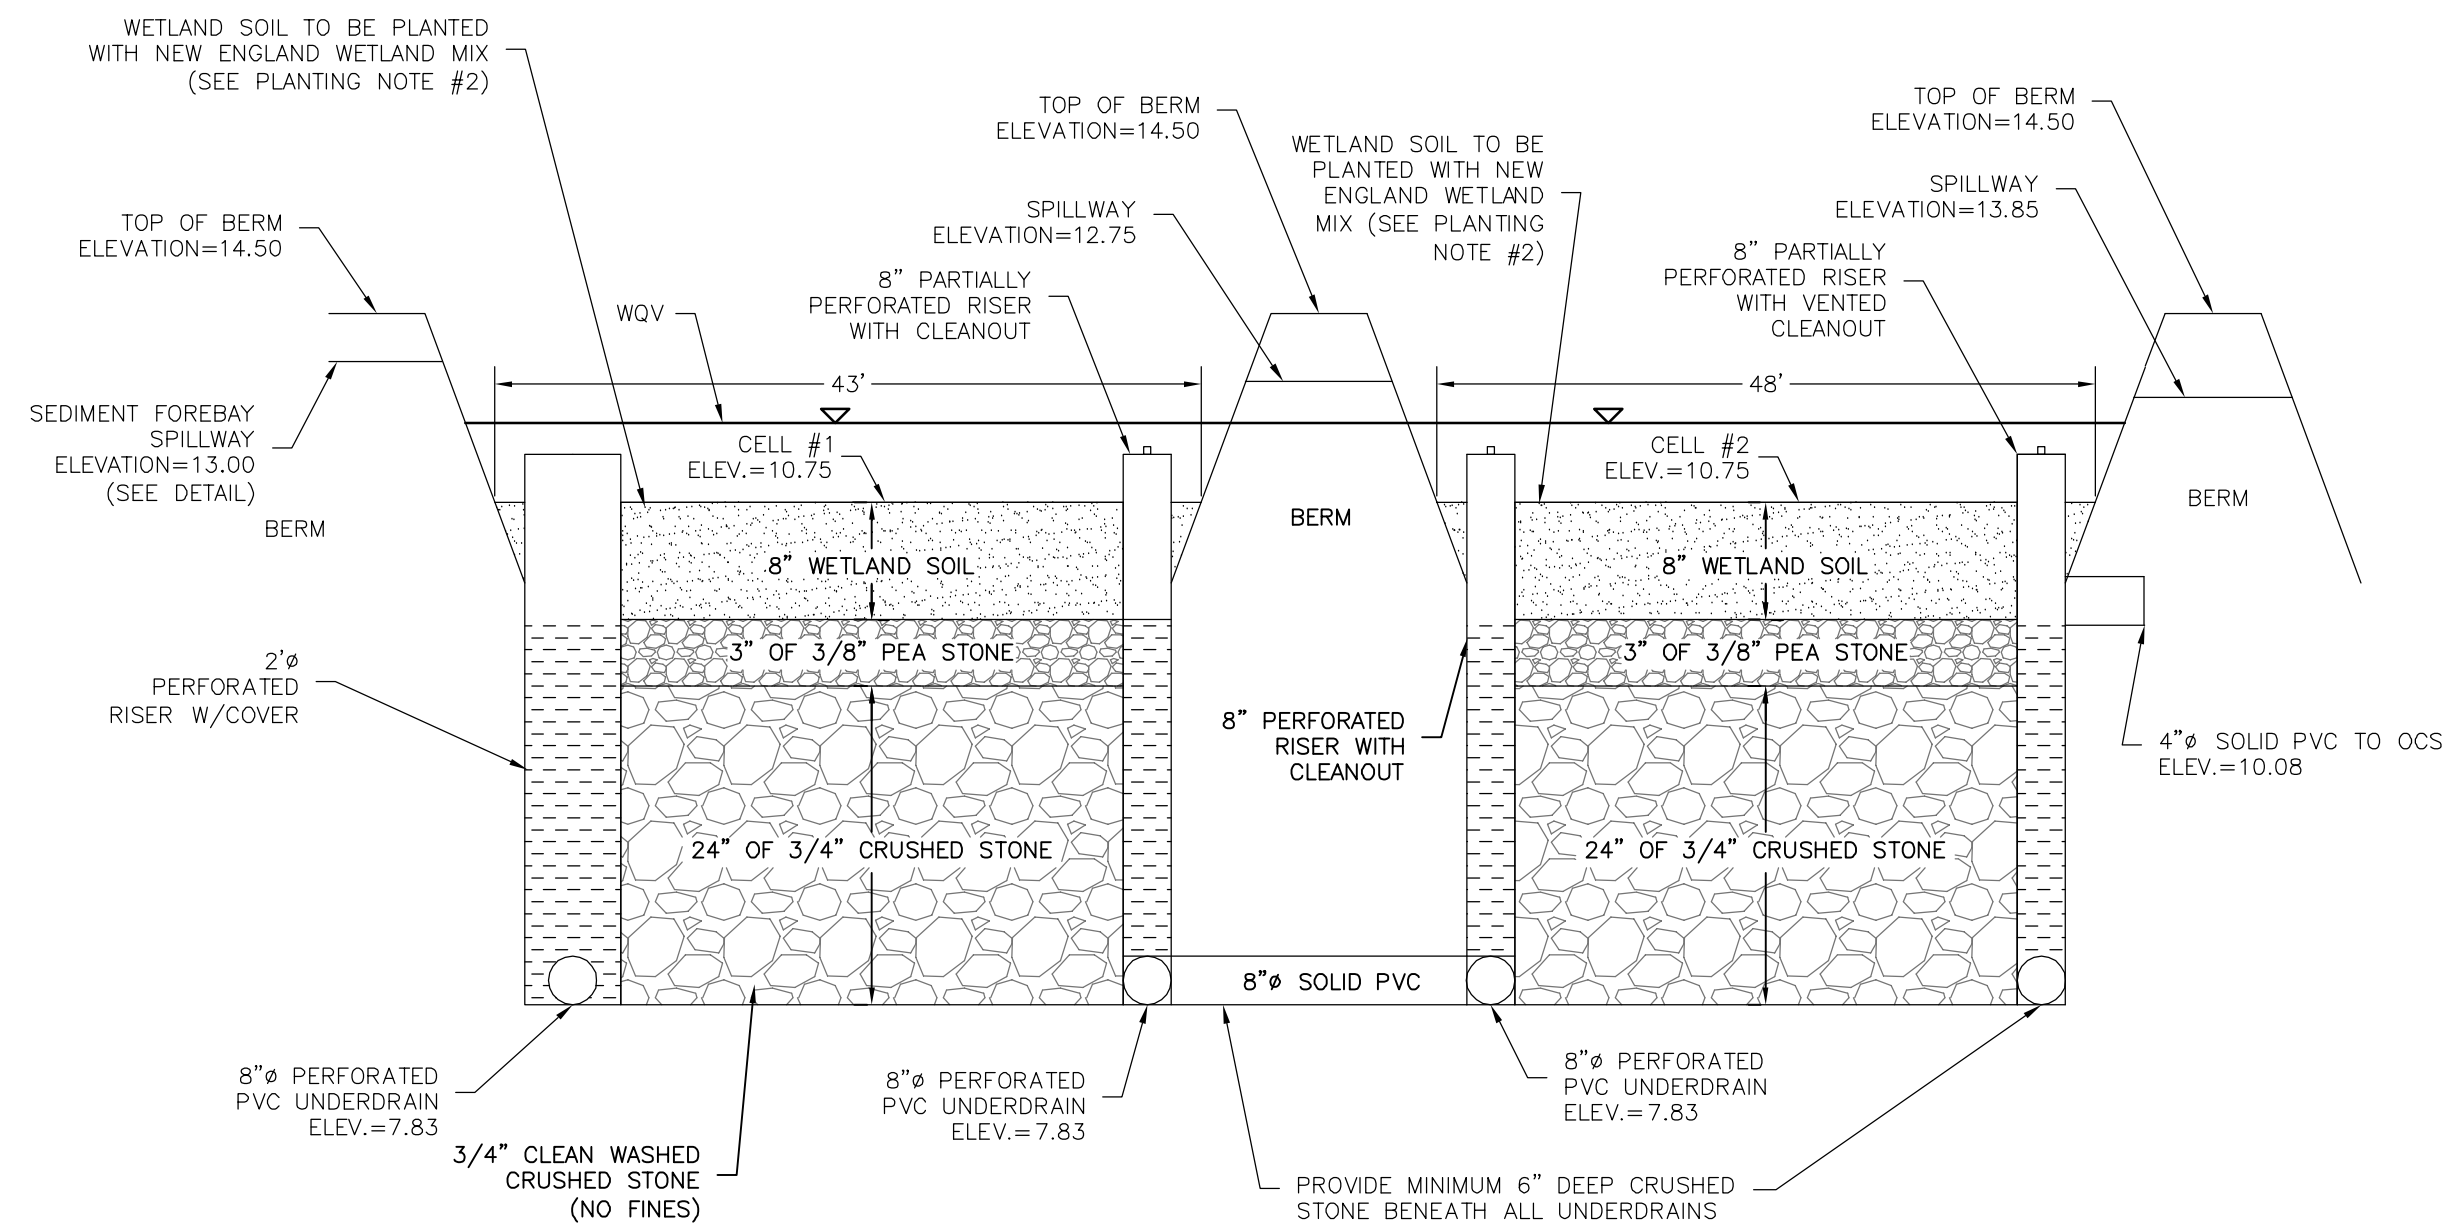 WETLAND SOIL TO BE PLANTED
WITH NEW ENGLAND WETLAND MIX
(SEE PLANTING NOTE #2)
TOP OF BERM
ELEVATION=14.50
TOP OF BERM
ELEVATION=14.50
WETLAND SOIL TO BE
PLANTED WITH NEW
ENGLAND WETLAND
MIX (SEE PLANTING
NOTE #2)
SPILLWAY
ELEVATION=13.85
SPILLWAY
ELEVATION=12.75
TOP OF BERM
ELEVATION=14.50
8" PARTIALLY
PERFORATED RISER
WITH CLEANOUT
8" PARTIALLY
PERFORATED RISER
WITH VENTED
CLEANOUT
WQV
43'
48'
SEDIMENT FOREBAY
SPILLWAY
ELEVATION=13.00
(SEE DETAIL)
CELL #1
ELEV.=10.75
CELL #2
ELEV.=10.75
BERM
BERM
BERM
8" WETLAND SOIL
8" WETLAND SOIL
3" OF 3/8" PEA STONE
3" OF 3/8" PEA STONE
2'ø
PERFORATED
RISER W/COVER
8" PERFORATED
RISER WITH
CLEANOUT
4"ø SOLID PVC TO OCS
ELEV.=10.08
24" OF 3/4" CRUSHED STONE
24" OF 3/4" CRUSHED STONE
8"ø SOLID PVC
8"ø PERFORATED
PVC UNDERDRAIN
ELEV.=7.83
8"ø PERFORATED
PVC UNDERDRAIN
ELEV.=7.83
8"ø PERFORATED
PVC UNDERDRAIN
ELEV.=7.83
3/4" CLEAN WASHED
CRUSHED STONE
(NO FINES)
PROVIDE MINIMUM 6" DEEP CRUSHED
STONE BENEATH ALL UNDERDRAINS